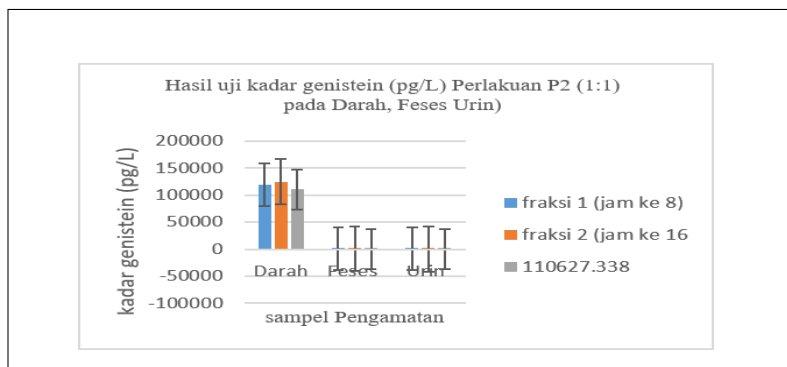 Hasil uji kadar genistein (pg/L) Perlakuan P2 (1:1)
pada Darah, Feses Urin)
kadar genistein (pg/L)
200000
150000
100000
50000
0
-50000
-100000
Darah
Feses
Urin
sampel Pengamatan
fraksi 1 (jam ke 8)
fraksi 2 (jam ke 16
110627.338